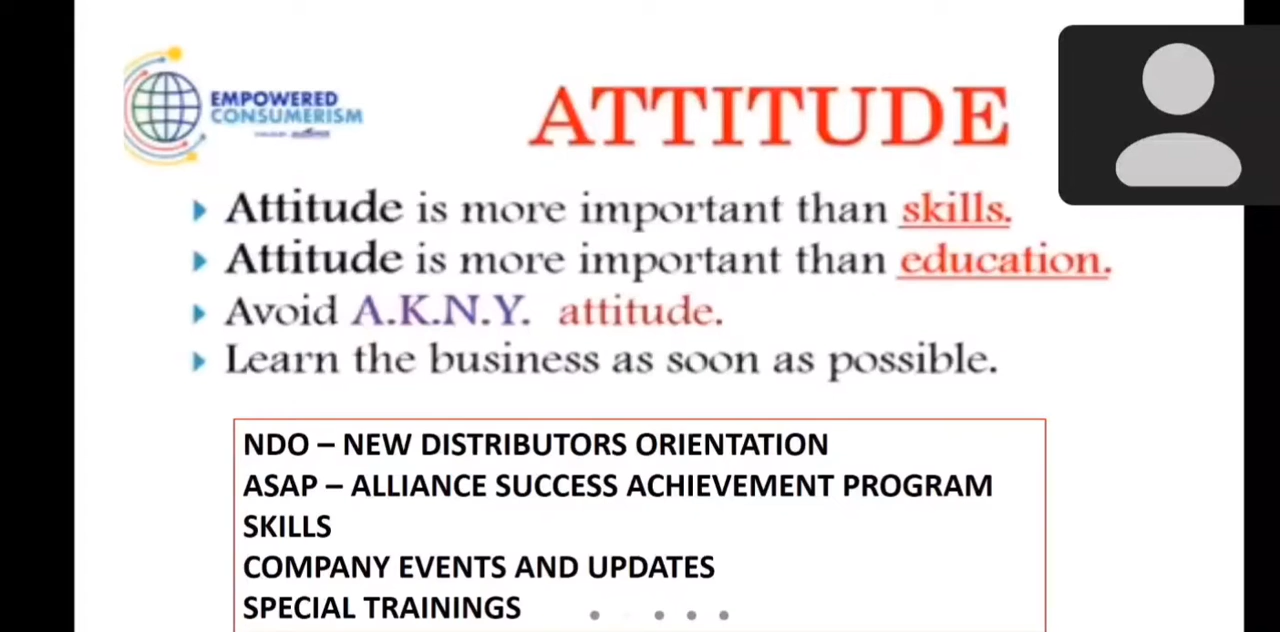 EMPOWERED
CONSUMERISM
ATTITUDE
Attitude is more important than skills.
Attitude is more important than education.
Avoid A.K.N.Y. attitude.
Learn the business as soon as possible.
NDO – NEW DISTRIBUTORS ORIENTATION
ASAP – ALLIANCE SUCCESS ACHIEVEMENT PROGRAM
SKILLS
COMPANY EVENTS AND UPDATES
SPECIAL TRAININGS